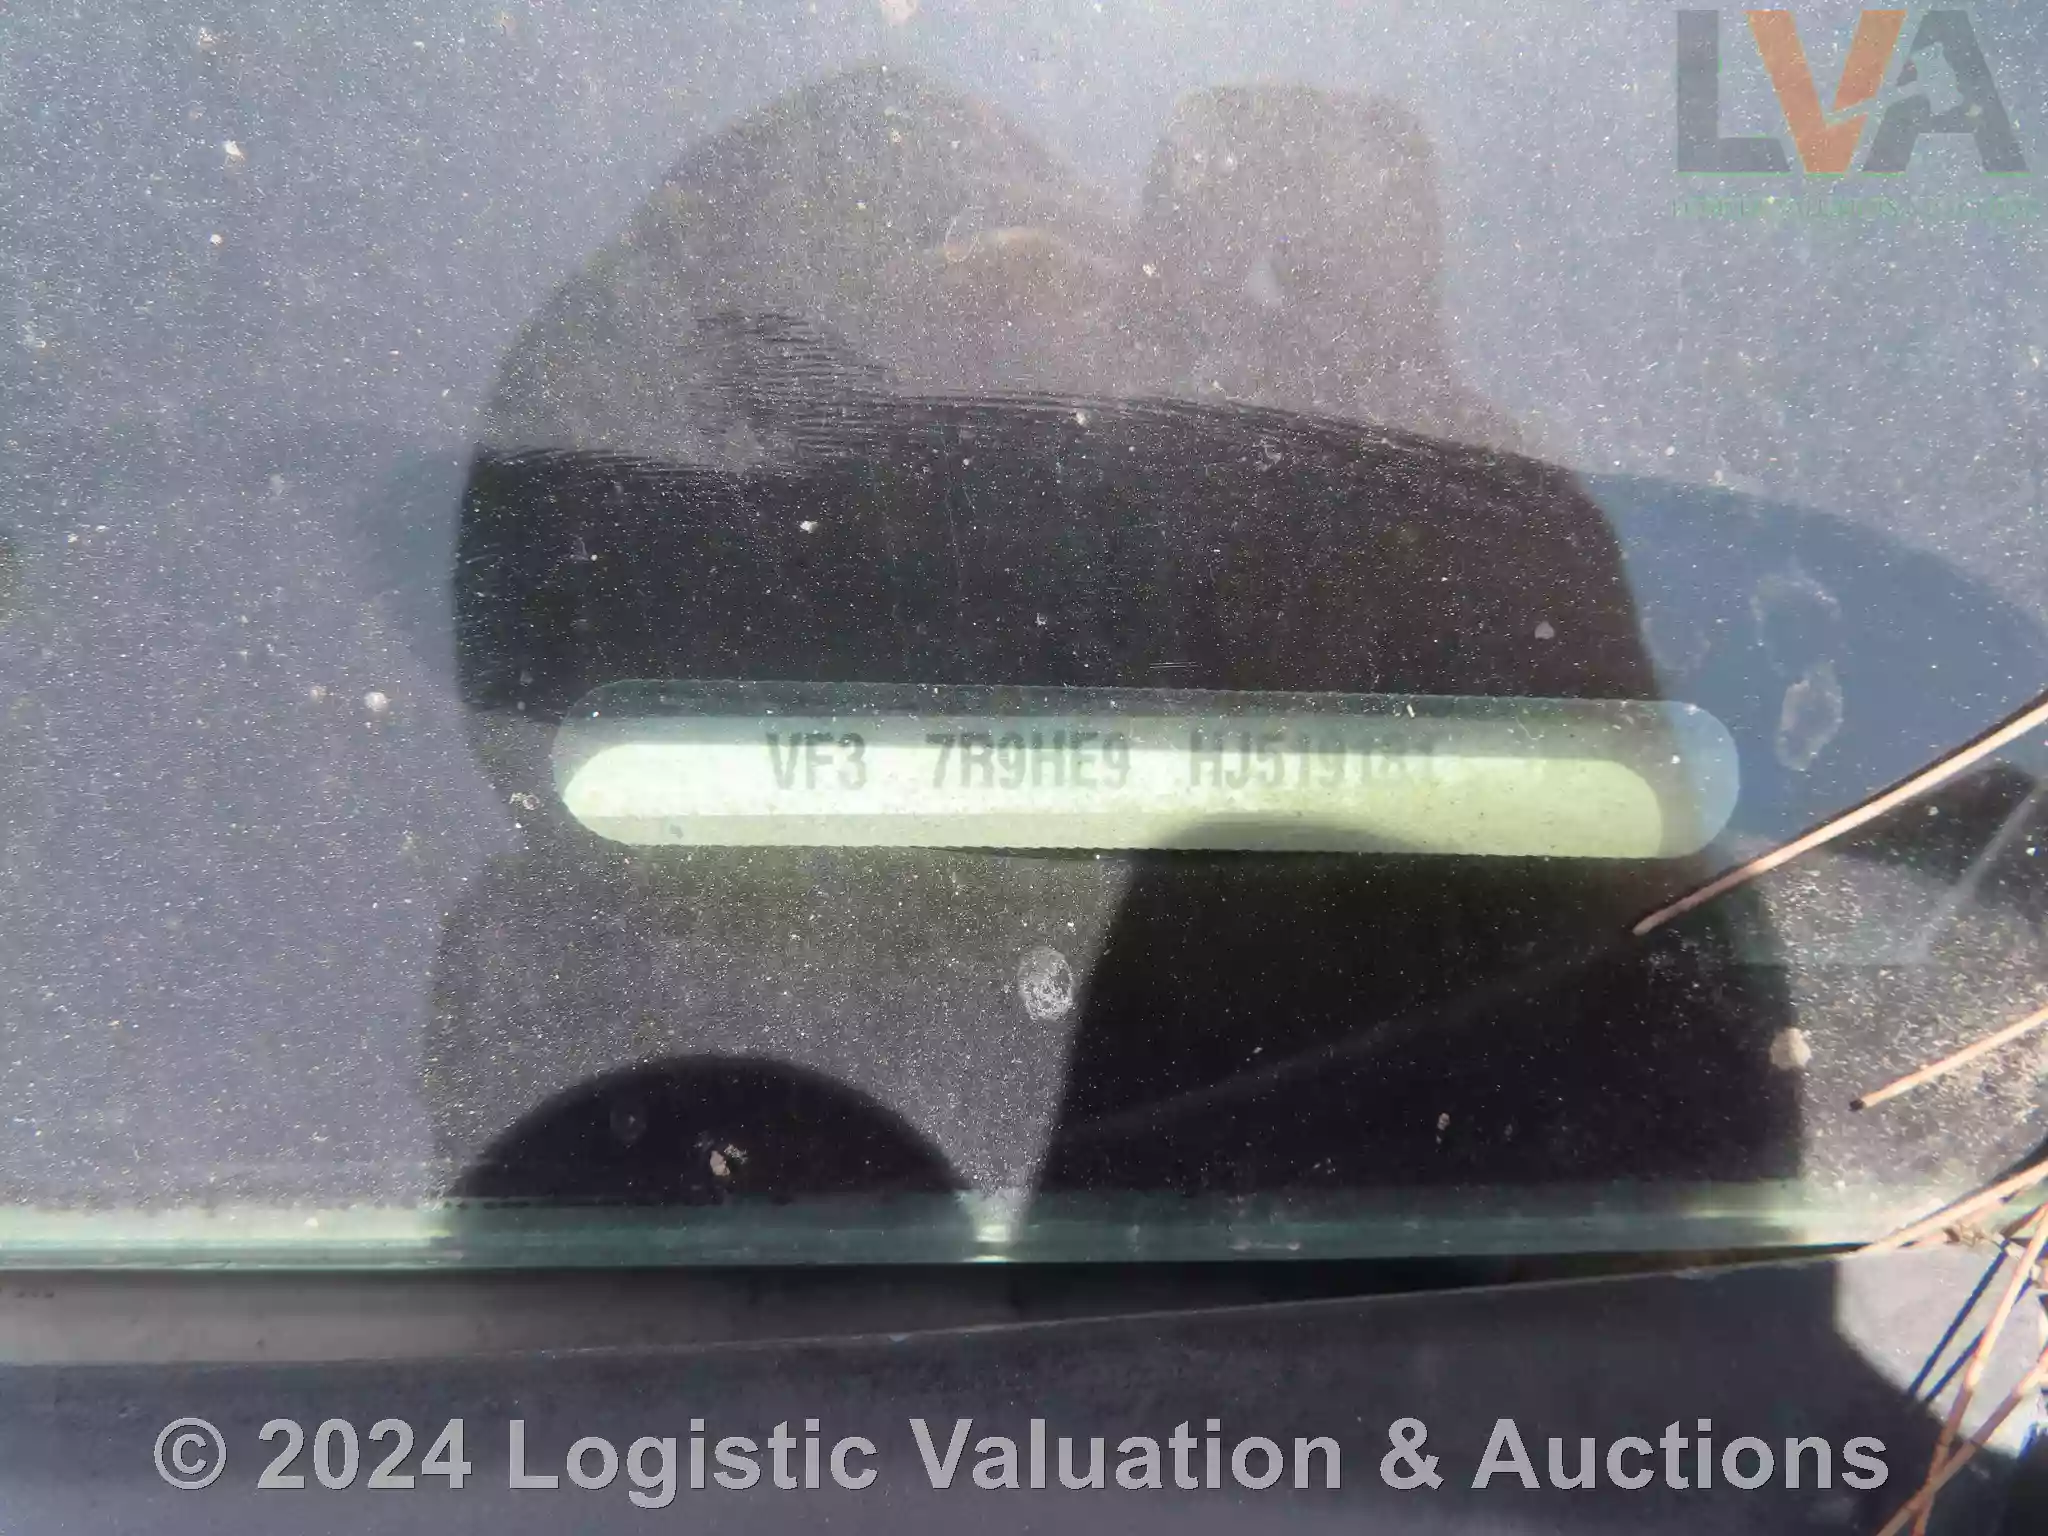 LVA
VF3 7R9HE9 HJ519181
© 2024 Logistic Valuation & Auctions